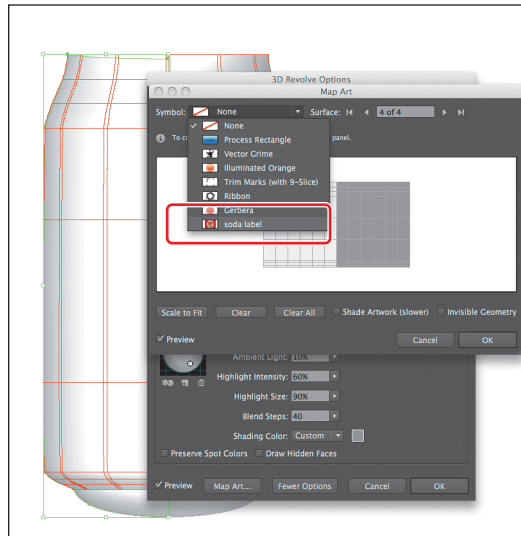 3D Revolve Options
Map Art
Symbol: None Surface: 4 of 4
✓ None
Process Rectangle
To cr panel.
Vector Grime
Illuminated Orange
Trim Marks (with 9-Slice)
Ribbon
Gerbera
soda label
Scale to Fit Clear Clear All Shade Artwork (slower) Invisible Geometry
Preview Cancel OK
Ambient Light: 10%
Highlight Intensity: 60%
Highlight Size: 90%
Blend Steps: 40
Shading Color: Custom
Preserve Spot Colors Draw Hidden Faces
Preview Map Art... Fewer Options Cancel OK